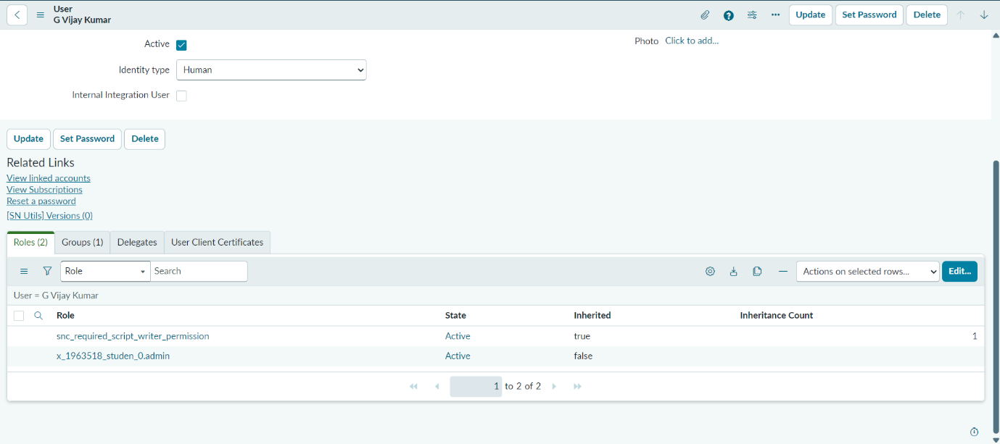 User
G Vijay Kumar
Update Set Password Delete
Active
Photo Click to add...
Identity type Human
Internal Integration User
Update Set Password Delete
Related Links
View linked accounts
View Subscriptions
Reset a password
[SN Utils] Versions (0)
Roles (2) Groups (1) Delegates User Client Certificates
Role Search Actions on selected rows... Edit...
User = G Vijay Kumar
Role State Inherited Inheritance Count
snc_required_script_writer_permission Active true 1
x_1963518_studen_0.admin Active false
1 to 2 of 2